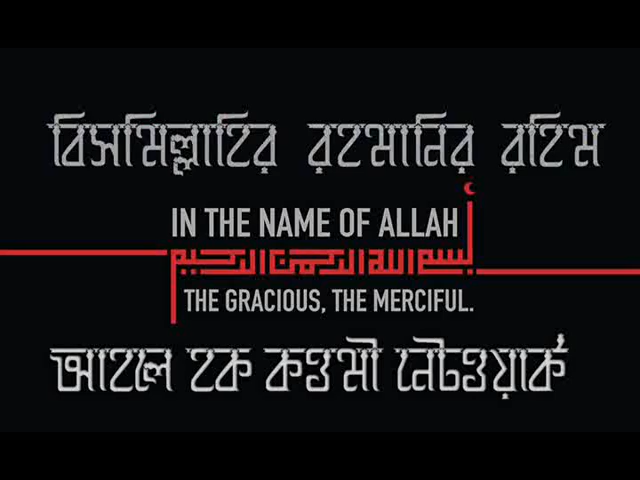 বিসমিল্লাহির রহমানির রহিম
IN THE NAME OF ALLAH
بسم الله الرحمن الرحيم
THE GRACIOUS, THE MERCIFUL.
আহলে হক কওমী নেটওয়ার্ক